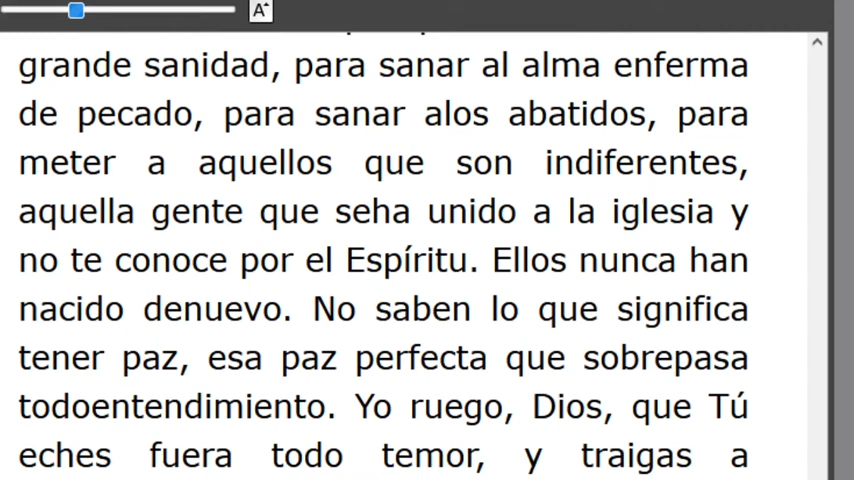 A
grande sanidad, para sanar al alma enferma
de pecado, para sanar alos abatidos, para
meter a aquellos que son indiferentes,
aquella gente que seha unido a la iglesia y
no te conoce por el Espíritu. Ellos nunca han
nacido denuevo. No saben lo que significa
tener paz, esa paz perfecta que sobrepasa
todoentendimiento. Yo ruego, Dios, que Tú
eches fuera todo temor, y traigas a